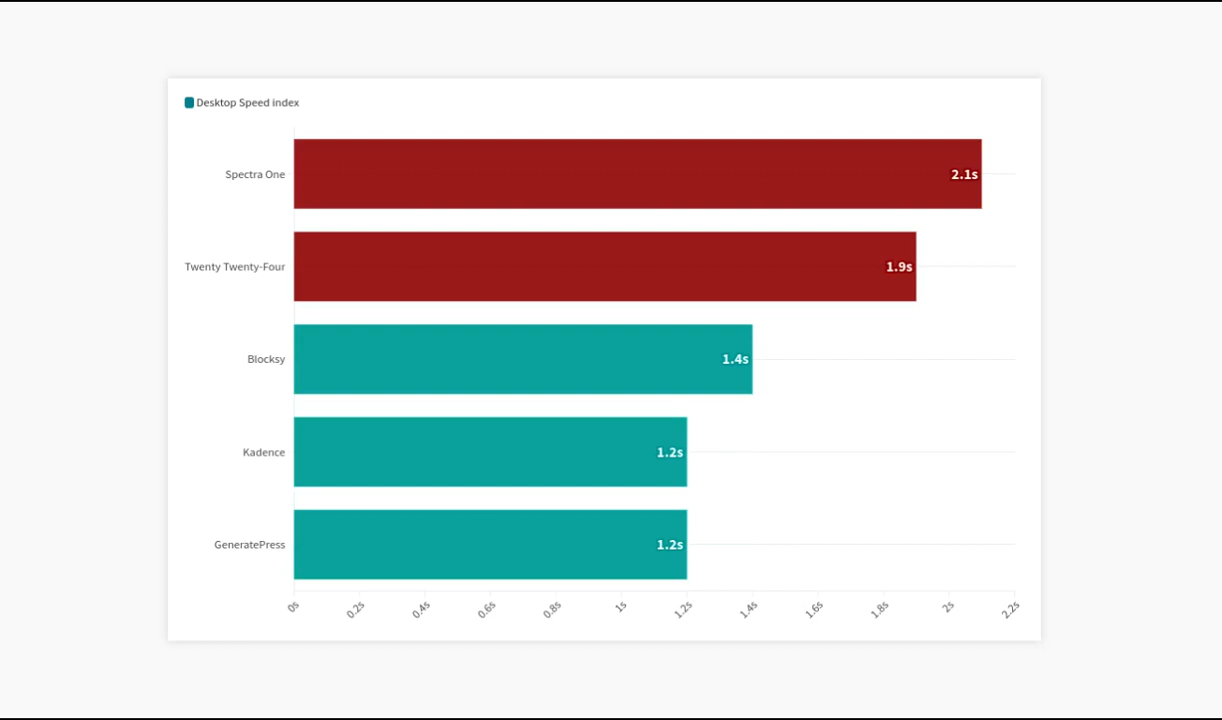 Desktop Speed index
Spectra One
2.1s
Twenty Twenty-Four
1.9s
Blocksy
1.4s
Kadence
1.2s
GeneratePress
1.2s
0s
0.2s
0.4s
0.6s
0.8s
1s
1.2s
1.4s
1.6s
1.8s
2s
2.2s